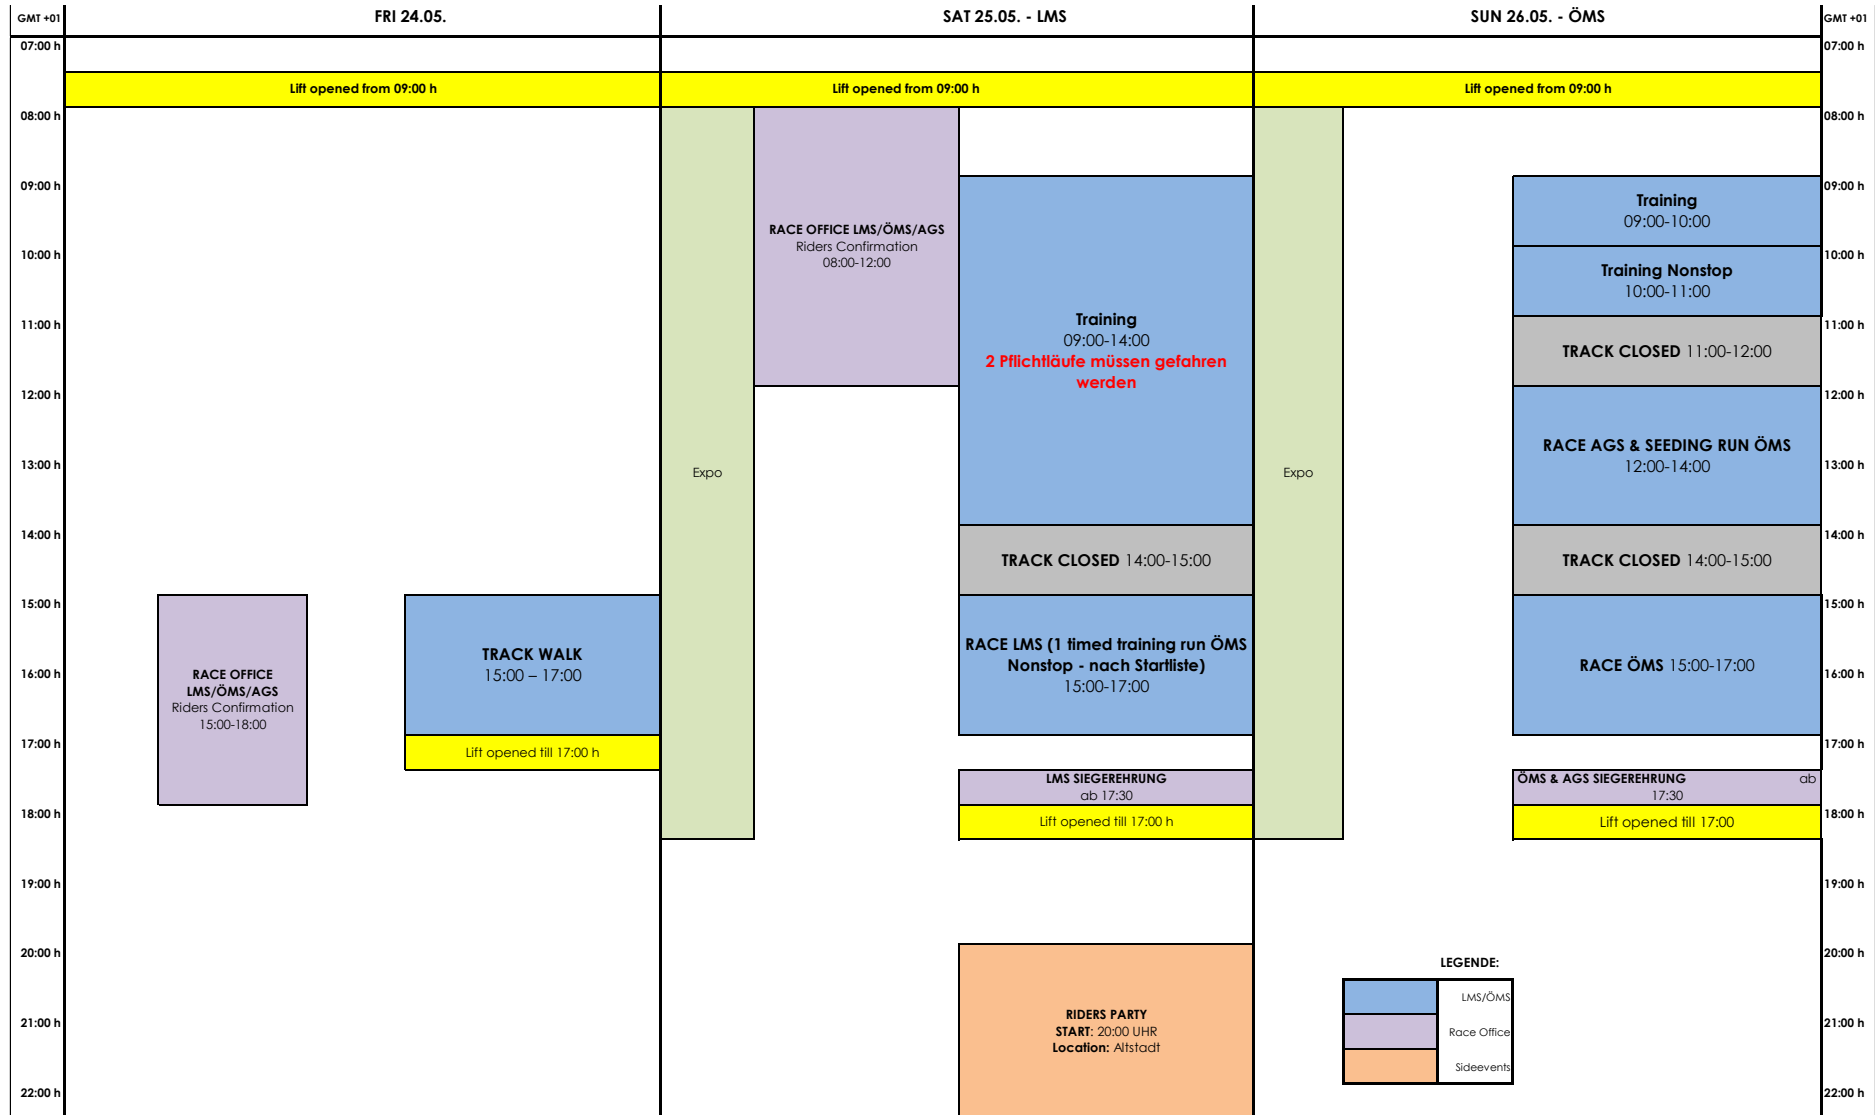 GMT +01
FRI 24.05.
SAT 25.05. - LMS
SUN 26.05. - ÖMS
GMT +01
07:00 h
07:00 h
Lift opened from 09:00 h
Lift opened from 09:00 h
Lift opened from 09:00 h
08:00 h
08:00 h
09:00 h
09:00 h
10:00 h
10:00 h
11:00 h
11:00 h
12:00 h
12:00 h
13:00 h
13:00 h
14:00 h
14:00 h
15:00 h
15:00 h
16:00 h
16:00 h
17:00 h
17:00 h
18:00 h
18:00 h
19:00 h
19:00 h
20:00 h
20:00 h
21:00 h
21:00 h
22:00 h
22:00 h
RACE OFFICE
LMS/ÖMS/AGS
Riders Confirmation
15:00-18:00
TRACK WALK
15:00 – 17:00
Lift opened till 17:00 h
Expo
RACE OFFICE LMS/ÖMS/AGS
Riders Confirmation
08:00-12:00
Training
09:00-14:00
2 Pflichtläufe müssen gefahren
werden
TRACK CLOSED 14:00-15:00
RACE LMS (1 timed training run ÖMS
Nonstop - nach Startliste)
15:00-17:00
LMS SIEGEREHRUNG
ab 17:30
Lift opened till 17:00 h
RIDERS PARTY
START: 20:00 UHR
Location: Altstadt
Expo
Training
09:00-10:00
Training Nonstop
10:00-11:00
TRACK CLOSED 11:00-12:00
RACE AGS & SEEDING RUN ÖMS
12:00-14:00
TRACK CLOSED 14:00-15:00
RACE ÖMS 15:00-17:00
ÖMS & AGS SIEGEREHRUNG ab
17:30
Lift opened till 17:00
LEGENDE:
LMS/ÖMS
Race Office
Sideevents